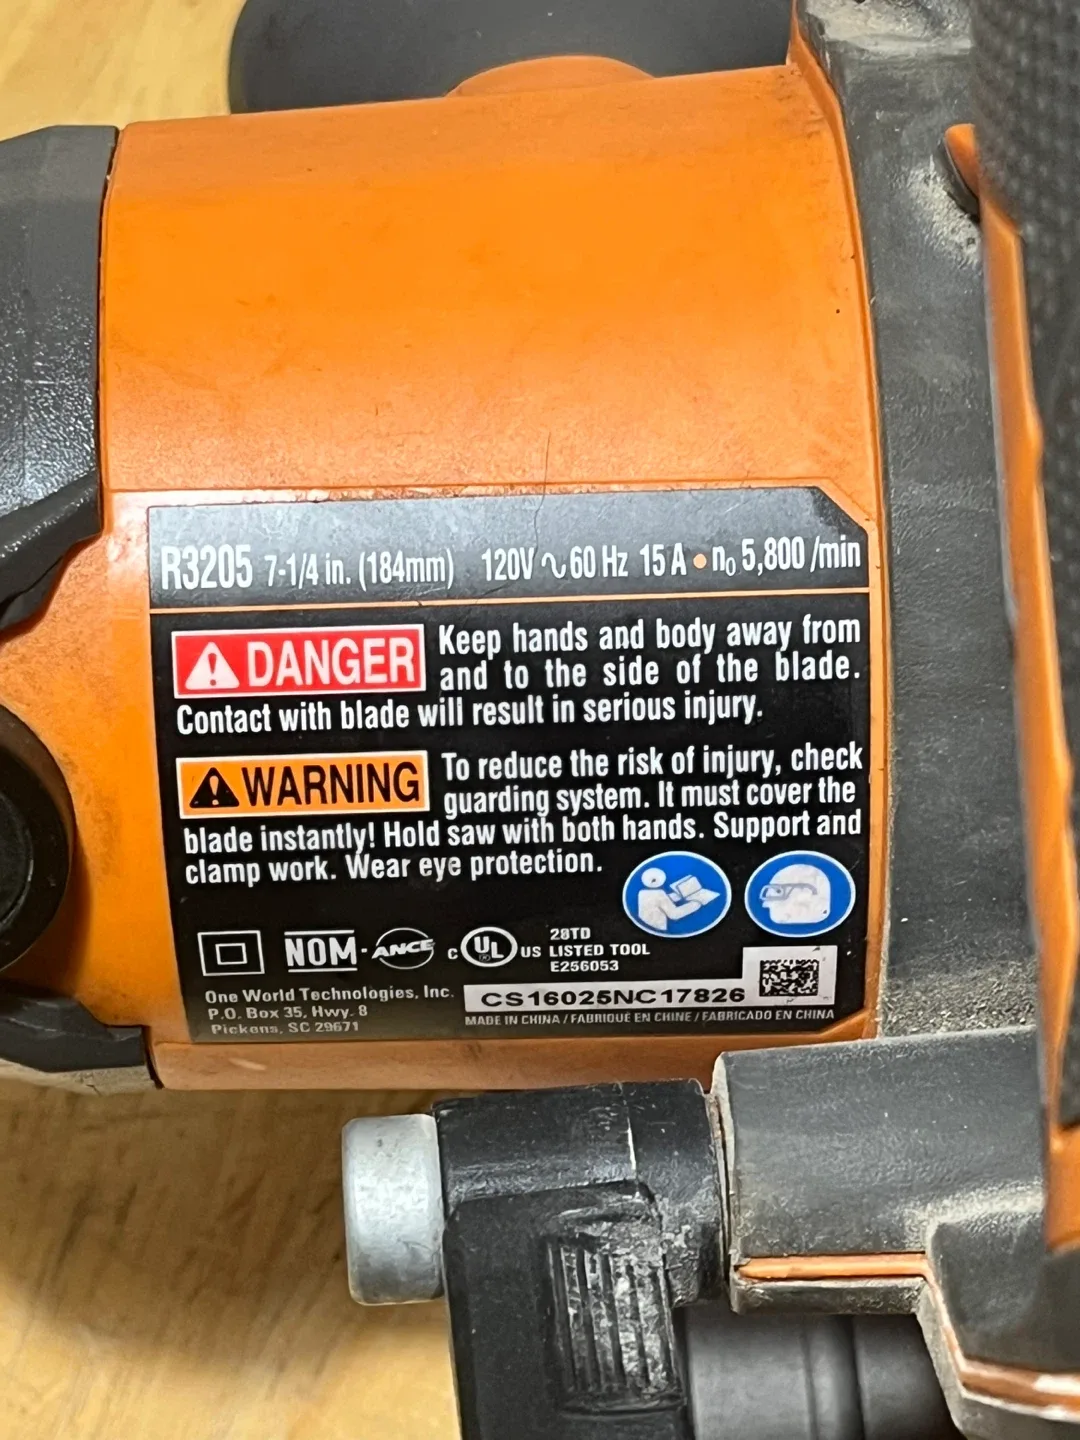 R3205 7-1/4 in. (184mm) 120V ∿ 60 Hz 15 A • n₀ 5,800 /min
⚠ DANGER Keep hands and body away from
and to the side of the blade.
Contact with blade will result in serious injury.
⚠ WARNING To reduce the risk of injury, check
guarding system. It must cover the
blade instantly! Hold saw with both hands. Support and
clamp work. Wear eye protection.
NOM-ANCE
c UL US
28TD
LISTED TOOL
E256053
One World Technologies, Inc.
P.O. Box 35, Hwy. 8
Pickens, SC 29671
CS16025NC17826
MADE IN CHINA / FABRIQUÉ EN CHINE / FABRICADO EN CHINA